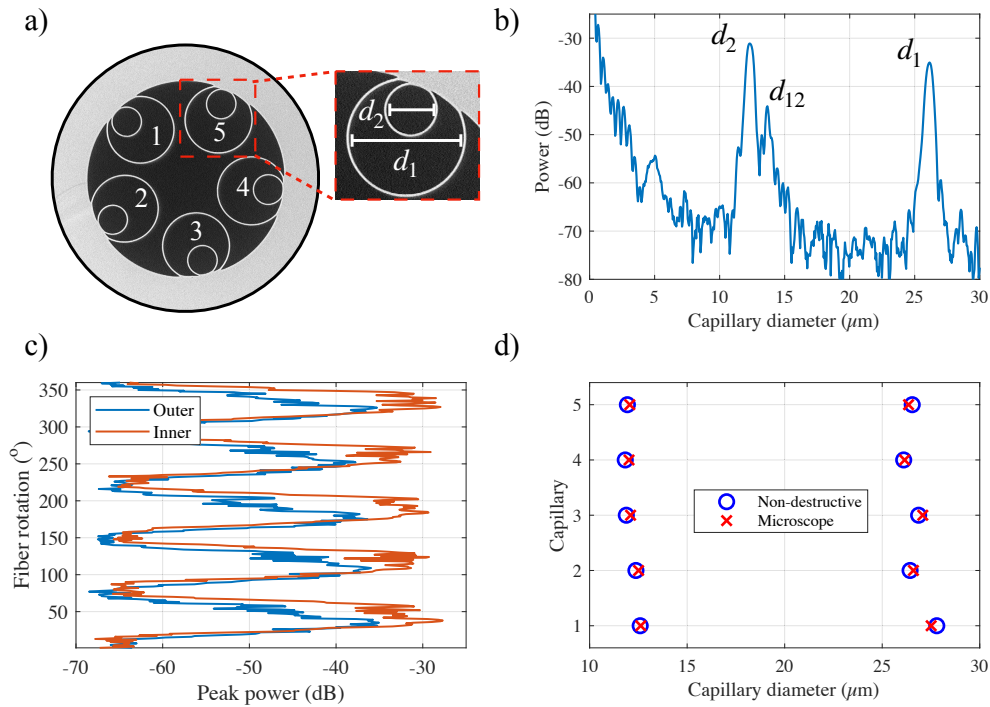 a)
1
5
2
4
3
d2
d1
b)
d2
d12
d1
-30
-40
-50
-60
-70
-80
Power (dB)
0 5 10 15 20 25 30
Capillary diameter (μm)
c)
350
300
250
200
150
100
50
Fiber rotation (°)
Outer
Inner
-70 -60 -50 -40 -30
Peak power (dB)
d)
5
4
3
2
1
Capillary
Non-destructive
Microscope
10 15 20 25 30
Capillary diameter (μm)